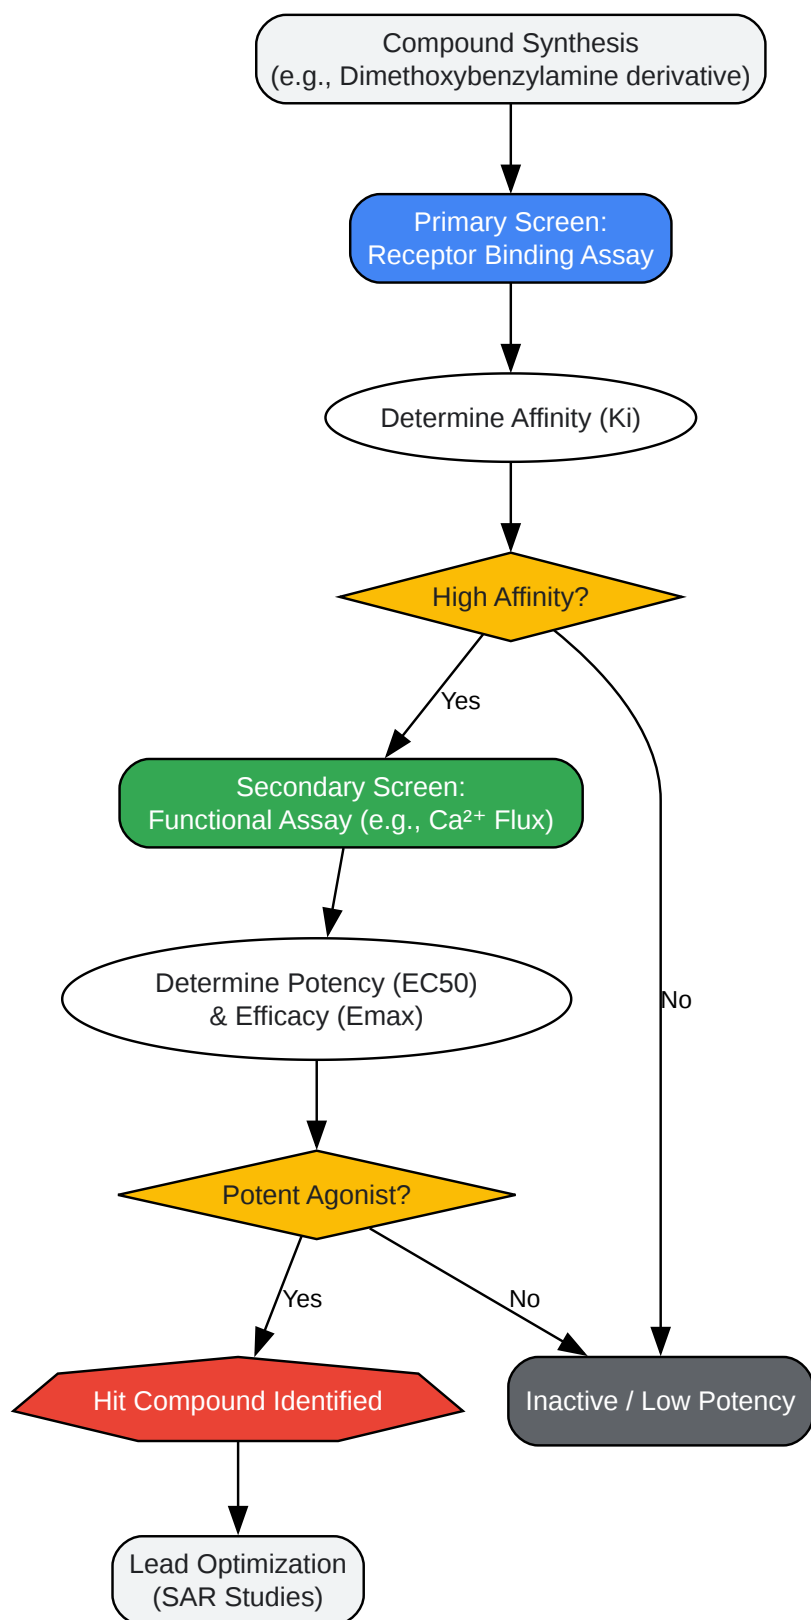 Compound Synthesis
(e.g., Dimethoxybenzylamine derivative)
Primary Screen:
Receptor Binding Assay
Determine Affinity (Ki)
High Affinity?
Yes
Secondary Screen:
Functional Assay (e.g., Ca²⁺ Flux)
Determine Potency (EC50)
& Efficacy (Emax)
No
Potent Agonist?
Yes
No
Hit Compound Identified
Inactive / Low Potency
Lead Optimization
(SAR Studies)